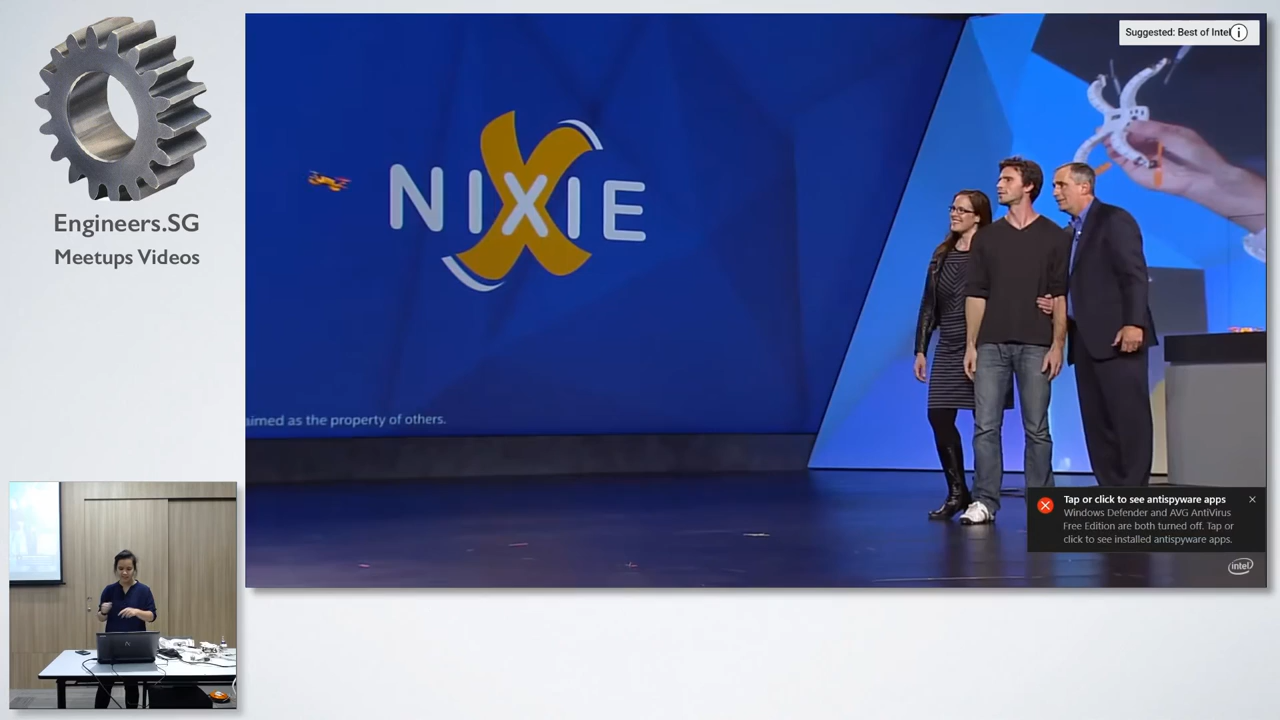 Engineers.SG
Meetups Videos
NIXIE
aimed as the property of others.
Suggested: Best of Intel
Tap or click to see antispyware apps
Windows Defender and AVG AntiVirus
Free Edition are both turned off. Tap or
click to see installed antispyware apps.
intel